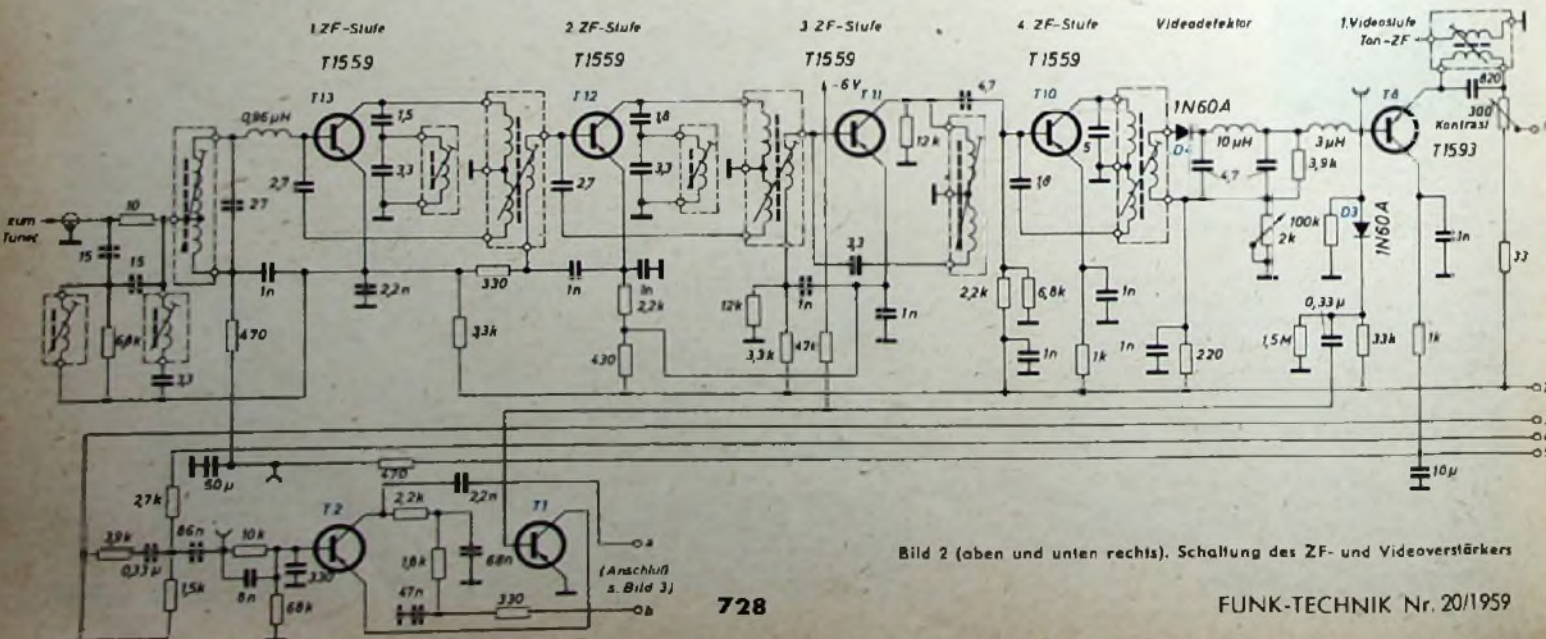 1. ZF-Stufe 2. ZF-Stufe 3. ZF-Stufe 4. ZF-Stufe Videodetektor 1. Videostufe
Ton-ZF
T1559 T1559 T1559 T1559
-6V
T13 T12 T11 T10 T8
1N60A
D4
820
300
Kontrast
T1593
0,96µH 1,5 1,8 4,7 12k 5 10µH 3µH
3,9k
4,7
2,7 3,3 2,7 3,3 1,8
zum
Tuner
10 27
15 15
100k
2k
D3
1N60A
1n
33
3,3
1n 2,2n 330 1n 1n
2,2k
12k 1n 1n 2,2k 6,8k 1n
0,33µ
6,8k 470 3,3k 430 3,3k 47k 1n 1k 1n 220 1,5M 33k 1k
3,3
50µ 470 2,2n 10µ
2,7k
T2 2,2k T1
3,9k 86n 10k
0,33µ 330 1,8k 68n
a
(Anschluß
s. Bild 3)
b
1,5k 8n 68k 47n 330
Bild 2 (oben und unten rechts). Schaltung des ZF- und Videoverstärkers
728
FUNK-TECHNIK Nr. 20/1959